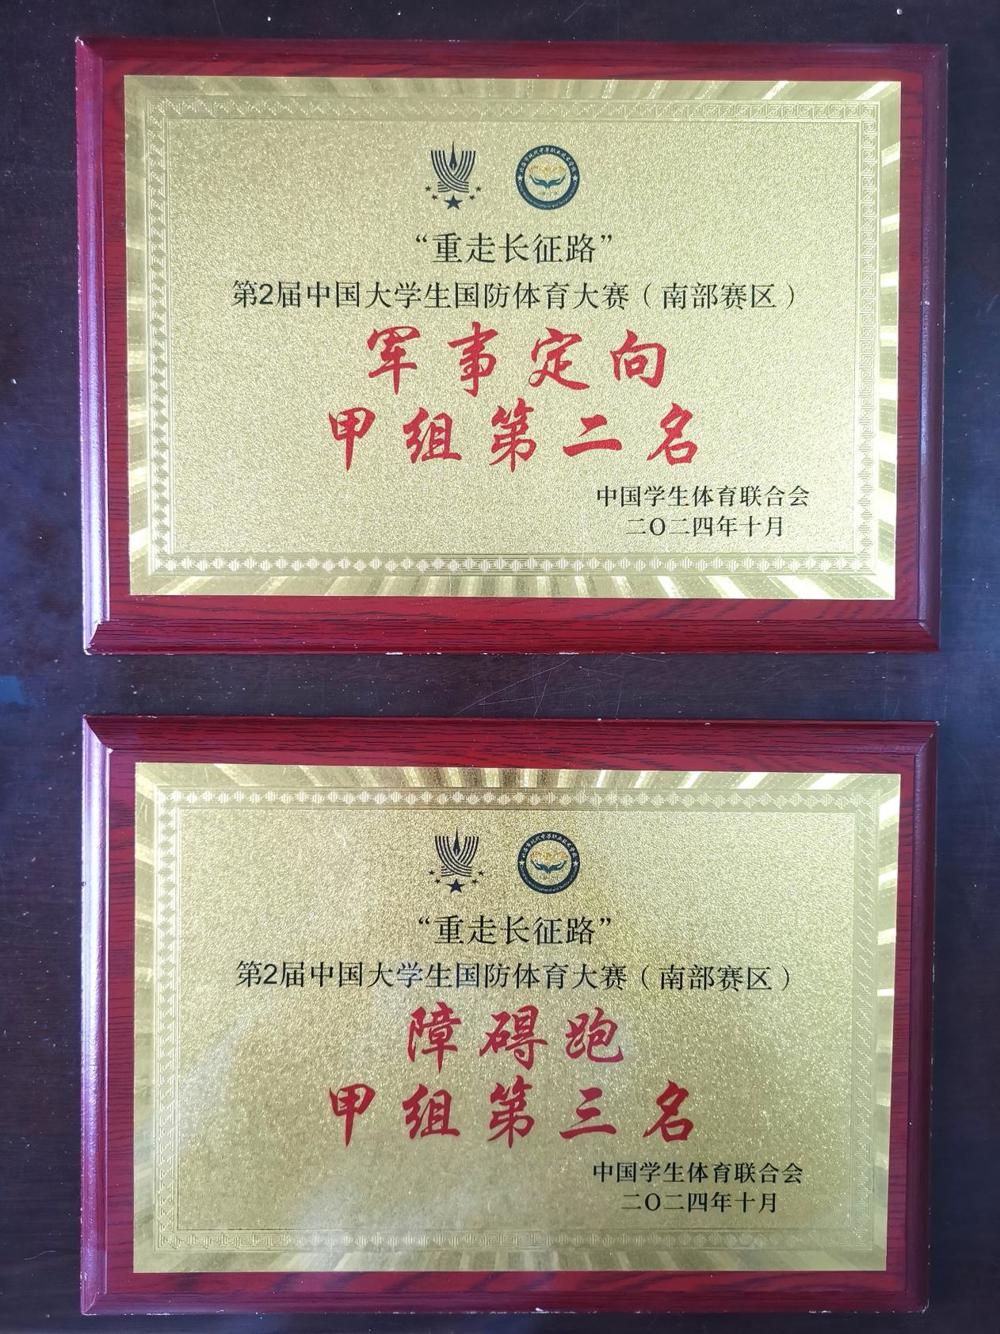 “重走长征路”
第2届中国大学生国防体育大赛（南部赛区）
军事定向
甲组第二名
中国学生体育联合会
二〇二四年十月
“重走长征路”
第2届中国大学生国防体育大赛（南部赛区）
障碍跑
甲组第三名
中国学生体育联合会
二〇二四年十月